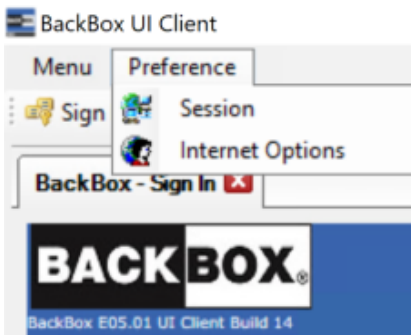 BackBox UI Client
Menu Preference
Sign
Session
Internet Options
BackBox - Sign In
BACKBOX®
BackBox E05.01 UI Client Build 14